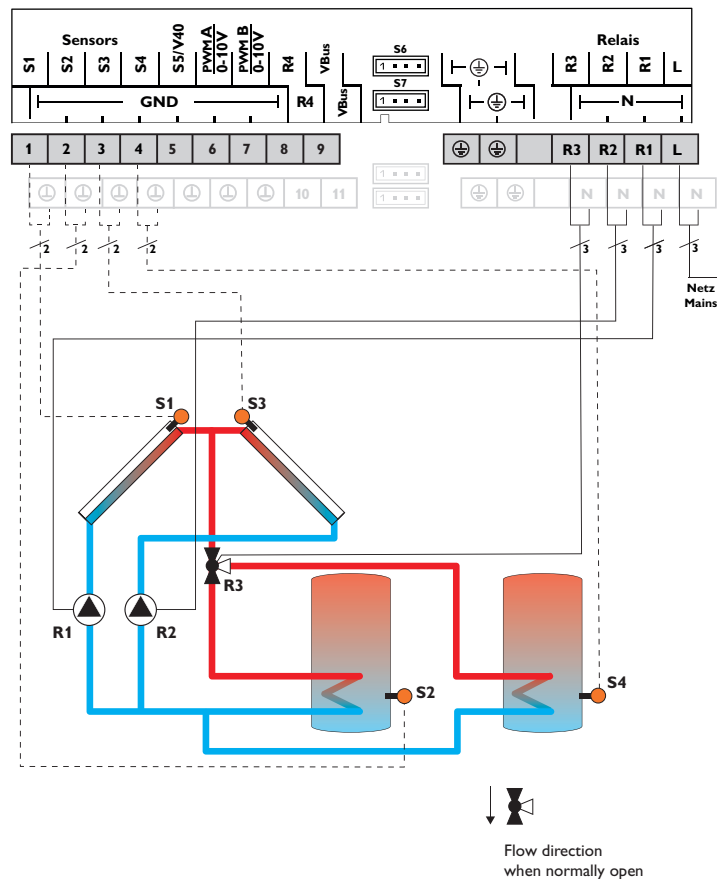 Sensors
Relais
S1 S2 S3 S4 S5/V40 PWM A 0-10V PWM B 0-10V R4 VBus S6 R3 R2 R1 L
S7
GND R4 VBus N
1 2 3 4 5 6 7 8 9 R3 R2 R1 L
1
10 11 N N N N
1
2 2 2 2 3 3 3 3
Netz
Mains
S1 S3
R3
R1 R2
S2 S4
Flow direction
when normally open